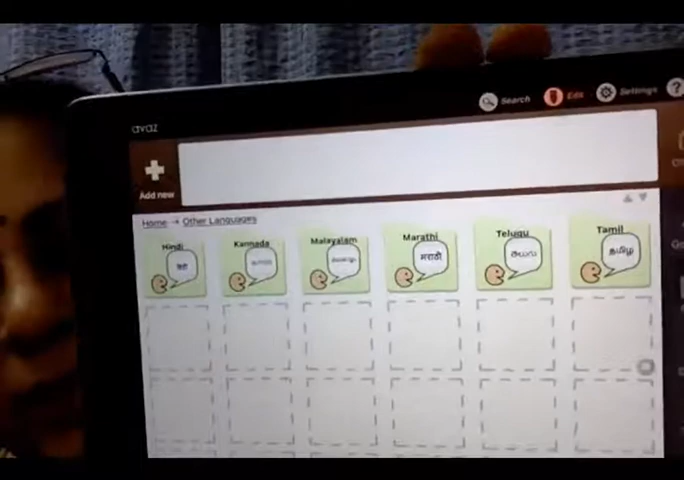 Search
Edit
Settings
?
avaz
Add new
Home → Other Languages
Hindi
Kannada
Malayalam
Marathi
Telugu
Tamil
मराठी
తెలుగు
தமிழ்